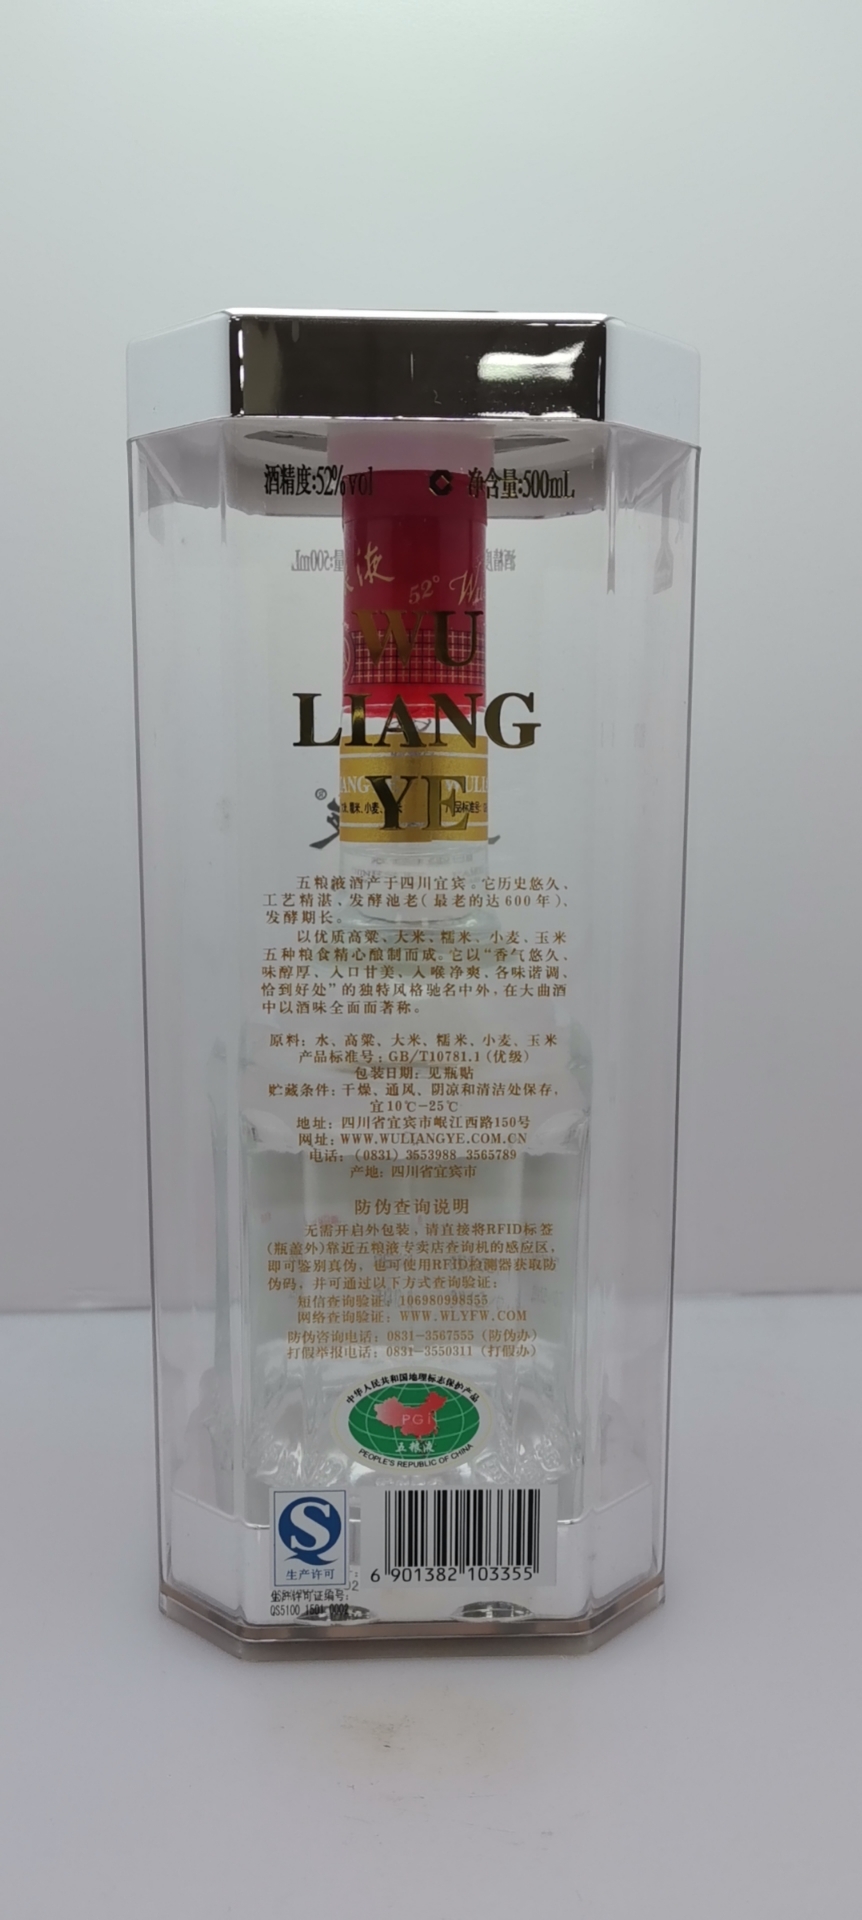 酒精度:52%vol 净含量:500mL
液
52°
WU
LIANG
YE
®
五粮液酒产于四川宜宾。它历史悠久、
工艺精湛、发酵池老(最老的达600年)、
发酵期长。
以优质高粱、大米、糯米、小麦、玉米
五种粮食精心酿制而成。它以“香气悠久、
味醇厚、入口甘美、入喉净爽、各味谐调、
恰到好处”的独特风格驰名中外,在大曲酒
中以酒味全面而著称。
原料：水、高粱、大米、糯米、小麦、玉米
产品标准号：GB/T10781.1(优级)
包装日期：见瓶贴
贮藏条件：干燥、通风、阴凉和清洁处保存,
宜10℃-25℃
地址：四川省宜宾市岷江西路150号
网址：WWW.WULIANGYE.COM.CN
电话：(0831) 3553988 3565789
产地：四川省宜宾市
防伪查询说明
无需开启外包装，请直接将RFID标签
(瓶盖外)靠近五粮液专卖店查询机的感应区，
即可鉴别真伪，也可使用RFID检测器获取防
伪码，并可通过以下方式查询验证：
短信查询验证：106980998555
网络查询验证：WWW.WLYFW.COM
防伪咨询电话：0831-3567555 (防伪办)
打假举报电话：0831-3550311 (打假办)
中华人民共和国地理标志保护产品
PGI
五粮液
PEOPLE'S REPUBLIC OF CHINA
S
生产许可
6 901382 103355
生产许可证编号:
QS5100 1501 0002